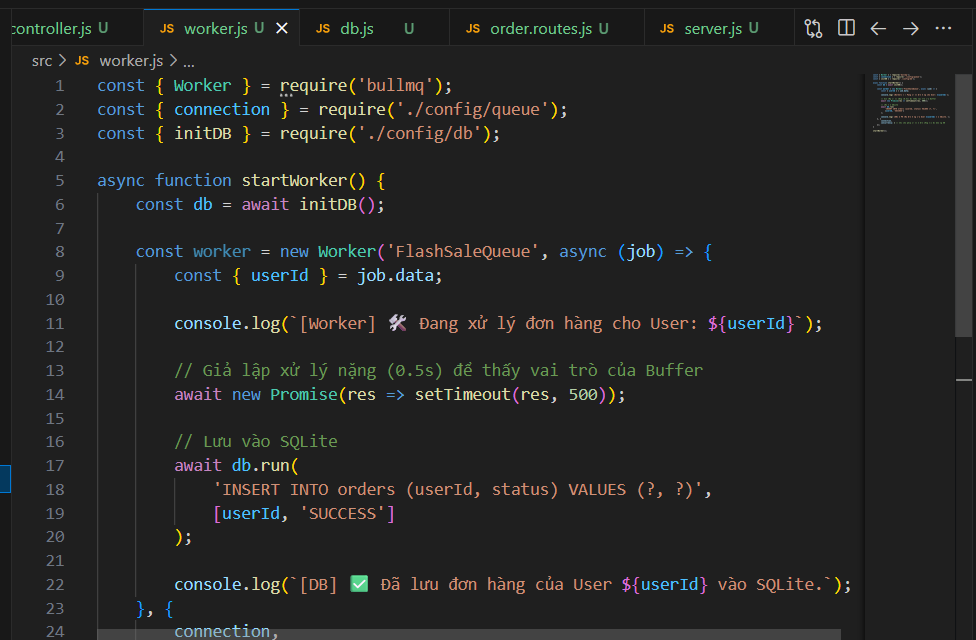 controller.js U
JS worker.js U ✕
JS db.js U
JS order.routes.js U
JS server.js U
src > JS worker.js > ...
1 const { Worker } = require('bullmq');
2 const { connection } = require('./config/queue');
3 const { initDB } = require('./config/db');
4
5 async function startWorker() {
6 const db = await initDB();
7
8 const worker = new Worker('FlashSaleQueue', async (job) => {
9 const { userId } = job.data;
10
11 console.log(`[Worker] 🛠️ Đang xử lý đơn hàng cho User: ${userId}`);
12
13 // Giả lập xử lý nặng (0.5s) để thấy vai trò của Buffer
14 await new Promise(res => setTimeout(res, 500));
15
16 // Lưu vào SQLite
17 await db.run(
18 'INSERT INTO orders (userId, status) VALUES (?, ?)',
19 [userId, 'SUCCESS']
20 );
21
22 console.log(`[DB] ✅ Đã lưu đơn hàng của User ${userId} vào SQLite.`);
23 }, {
24 connection,